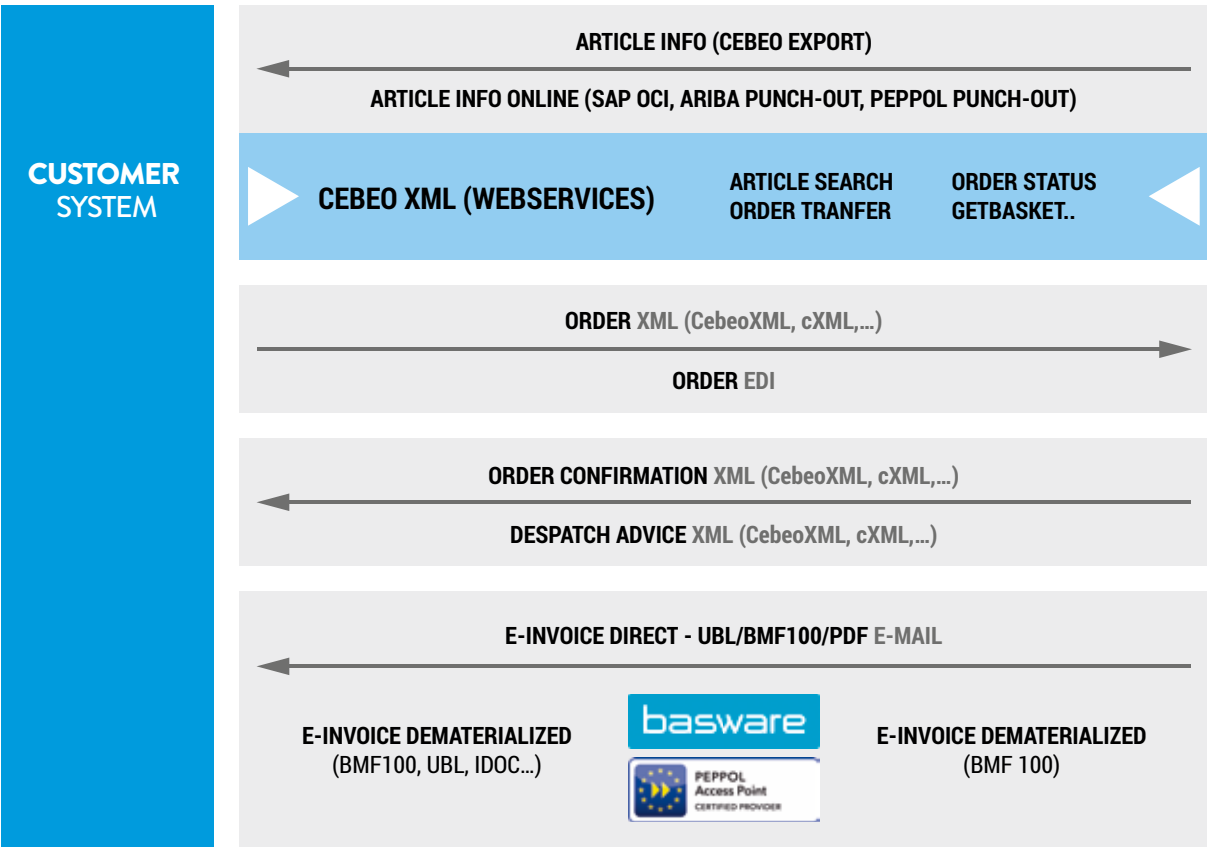 CUSTOMER
SYSTEM
ARTICLE INFO (CEBEO EXPORT)
ARTICLE INFO ONLINE (SAP OCI, ARIBA PUNCH-OUT, PEPPOL PUNCH-OUT)
CEBEO XML (WEBSERVICES)
ARTICLE SEARCH
ORDER TRANFER
ORDER STATUS
GETBASKET..
ORDER XML (CebeoXML, cXML,…)
ORDER EDI
ORDER CONFIRMATION XML (CebeoXML, cXML,…)
DESPATCH ADVICE XML (CebeoXML, cXML,…)
E-INVOICE DIRECT - UBL/BMF100/PDF E-MAIL
E-INVOICE DEMATERIALIZED
(BMF100, UBL, IDOC…)
basware
PEPPOL
Access Point
CERTIFIED PROVIDER
E-INVOICE DEMATERIALIZED
(BMF 100)